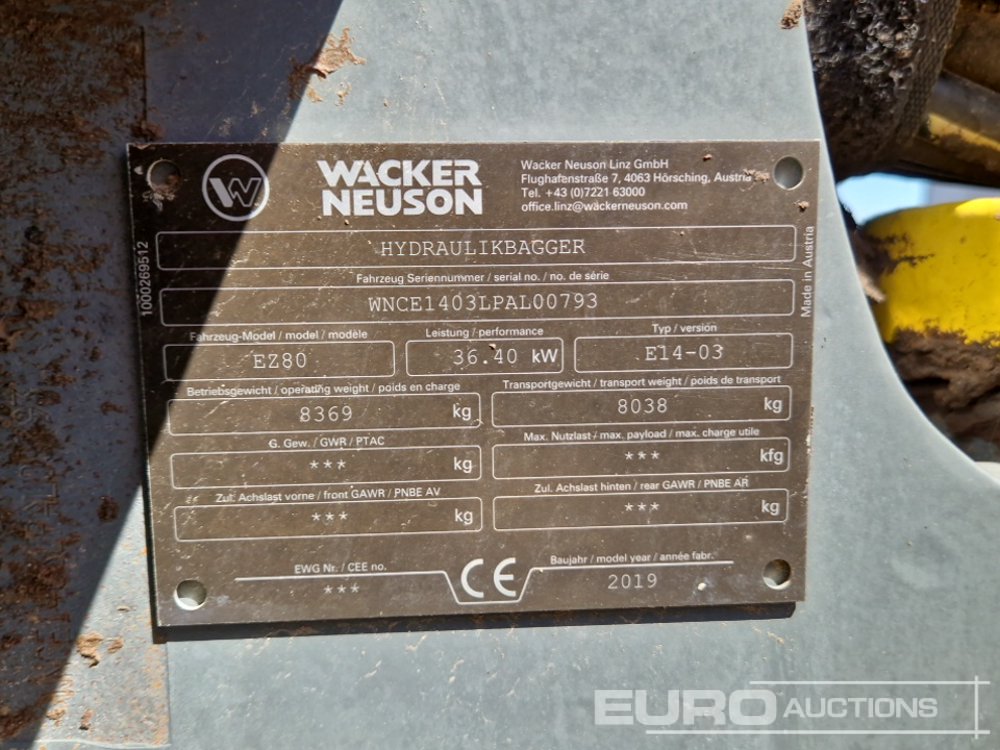 W
WACKER
NEUSON
Wacker Neuson Linz GmbH
Flughafenstraße 7, 4063 Hörsching, Austria
Tel. +43 (0)7221 63000
office.linz@wackerneuson.com
HYDRAULIKBAGGER
Fahrzeug Seriennummer / serial no. / no. de série
WNCE1403LPAL00793
Fahrzeug-Model / model / modèle Leistung / performance Typ / version
EZ80 36.40 kW E14-03
Betriebsgewicht / operating weight / poids en charge Transportgewicht / transport weight / poids de transport
8369 kg 8038 kg
G. Gew. / GWR / PTAC Max. Nutzlast / max. payload / max. charge utile
*** kg *** kfg
Zul. Achslast vorne / front GAWR / PNBE AV Zul. Achslast hinten / rear GAWR / PNBE AR
*** kg *** kg
EWG Nr. / CEE no. CE Baujahr / model year / année fabr.
*** 2019
1000269512
Made in Austria
EURO AUCTIONS